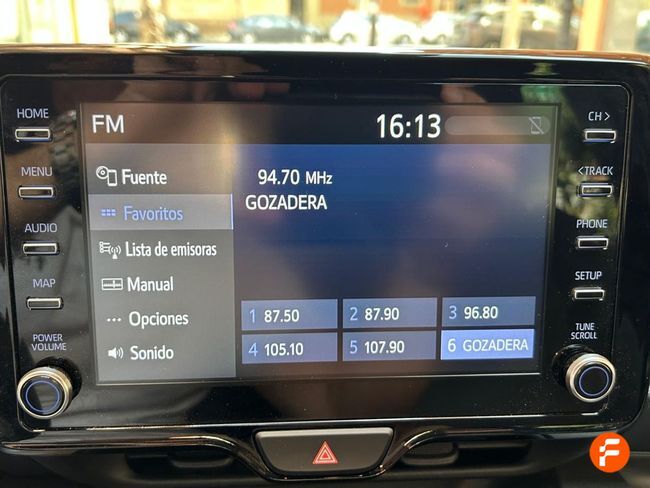 FM
16:13
HOME
MENU
AUDIO
MAP
POWER
VOLUME
Fuente
Favoritos
Lista de emisoras
Manual
Opciones
Sonido
94.70 MHz
GOZADERA
1 87.50
2 87.90
3 96.80
4 105.10
5 107.90
6 GOZADERA
CH >
< TRACK
PHONE
SETUP
TUNE
SCROLL